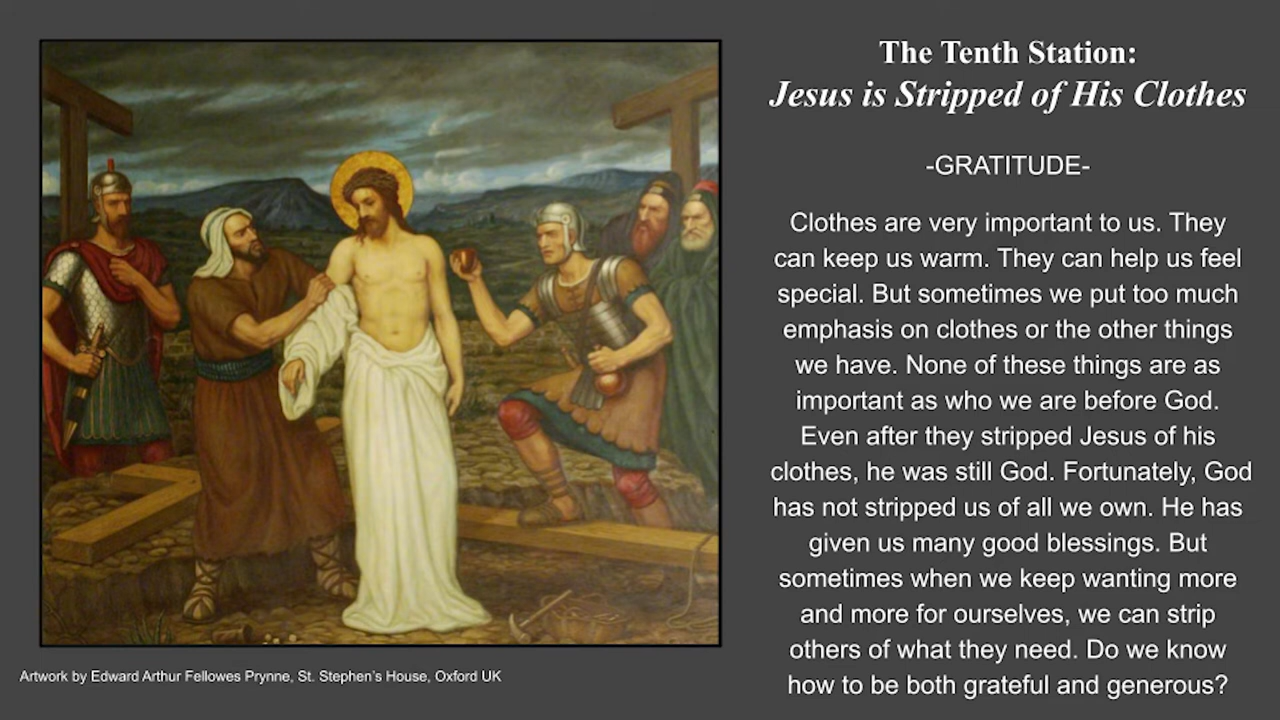 The Tenth Station:
Jesus is Stripped of His Clothes
-GRATITUDE-
Clothes are very important to us. They
can keep us warm. They can help us feel
special. But sometimes we put too much
emphasis on clothes or the other things
we have. None of these things are as
important as who we are before God.
Even after they stripped Jesus of his
clothes, he was still God. Fortunately, God
has not stripped us of all we own. He has
given us many good blessings. But
sometimes when we keep wanting more
and more for ourselves, we can strip
others of what they need. Do we know
how to be both grateful and generous?
Artwork by Edward Arthur Fellowes Prynne, St. Stephen's House, Oxford UK